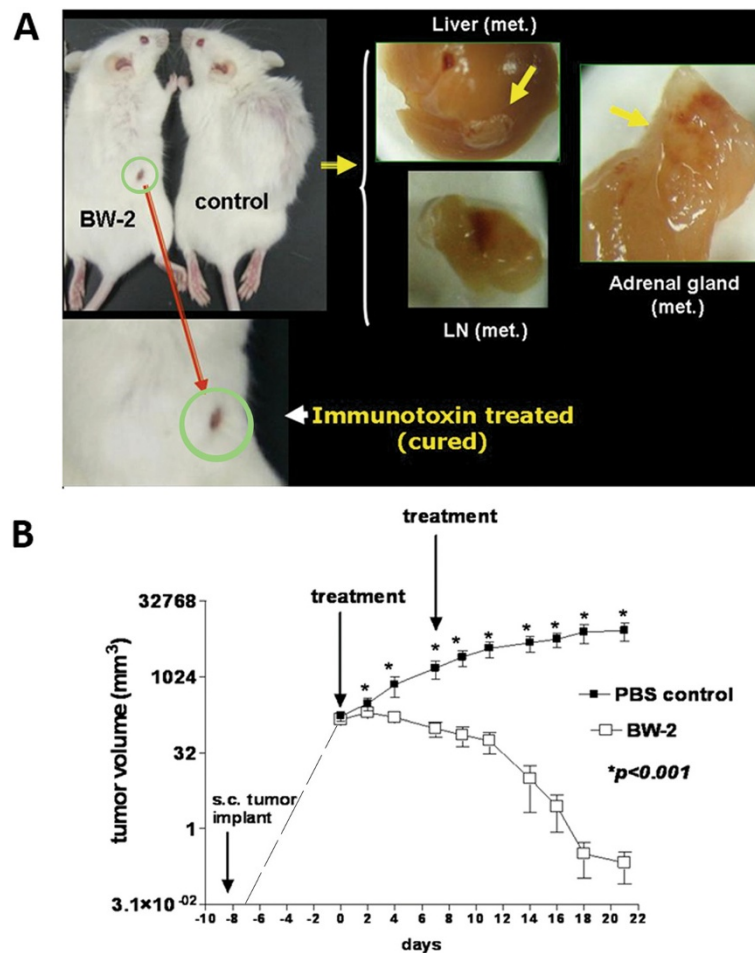 A
Liver (met.)
BW-2
control
LN (met.)
Adrenal gland
(met.)
Immunotoxin treated
(cured)
B
treatment
treatment
32768
1024
32
1
3.1×10-02
tumor volume (mm3)
s.c. tumor
implant
PBS control
BW-2
*p<0.001
* * * * * * * * * *
-10 -8 -6 -4 -2 0 2 4 6 8 10 12 14 16 18 20 22
days